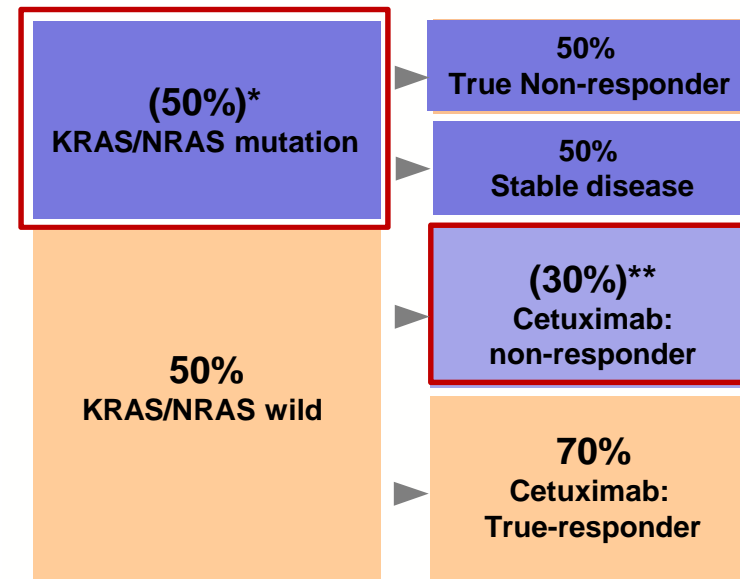 (50%)*
KRAS/NRAS mutation
50%
True Non-responder
50%
Stable disease
50%
KRAS/NRAS wild
(30%)**
Cetuximab:
non-responder
70%
Cetuximab:
True-responder